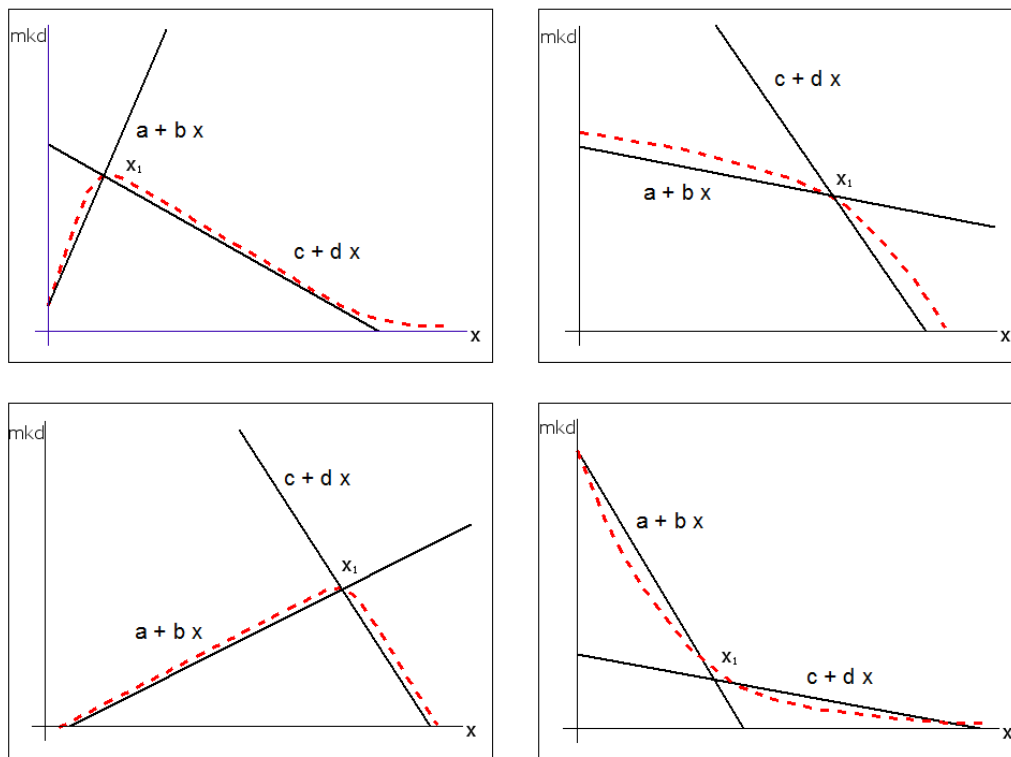 mkd
a + b x
x₁
c + d x
x
mkd
c + d x
x₁
a + b x
x
mkd
c + d x
x₁
a + b x
x
mkd
a + b x
x₁
c + d x
x